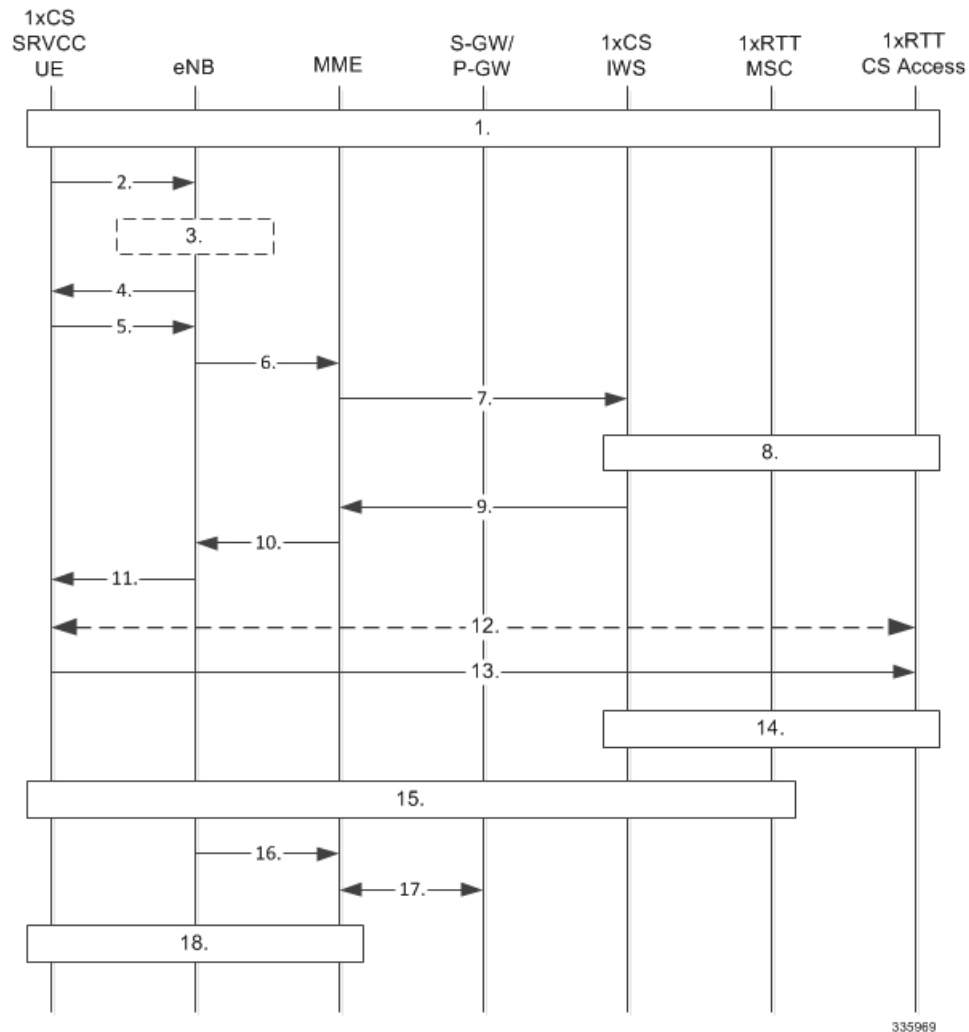 1xCS
SRVCC
UE
eNB
MME
S-GW/
P-GW
1xCS
IWS
1xRTT
MSC
1xRTT
CS Access
1.
2.
3.
4.
5.
6.
7.
8.
9.
10.
11.
12.
13.
14.
15.
16.
17.
18.
335969